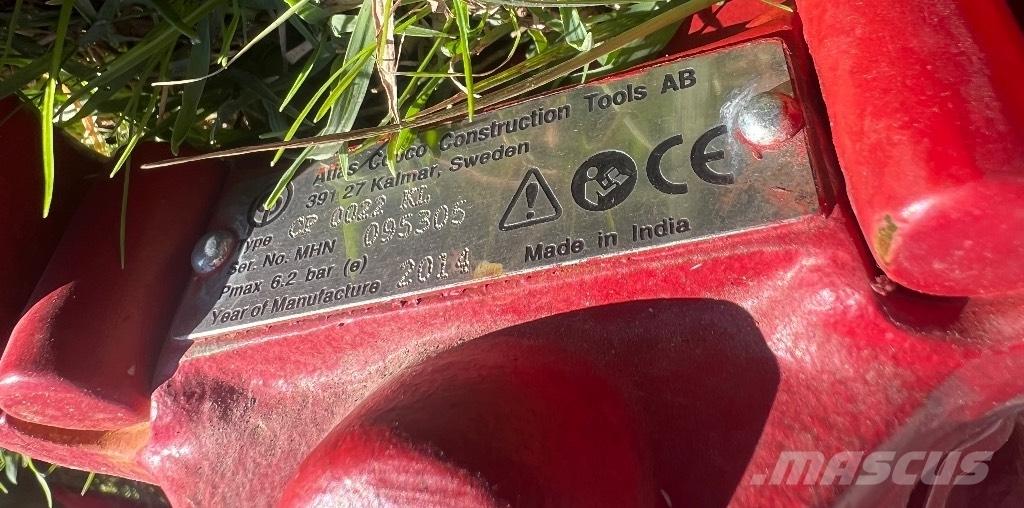 Atlas Copco Construction Tools AB
391 27 Kalmar, Sweden
Type CP 0022 KL
Ser. No. MHN 095305
Pmax 6.2 bar (e)
Year of Manufacture 2014
CE
Made in India
.MASCUS